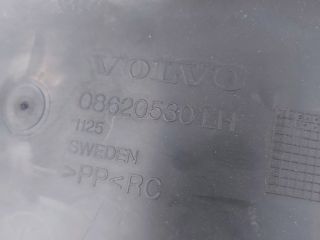 VOLVO
08620530 LH
1125
SWEDEN
>PP<RC